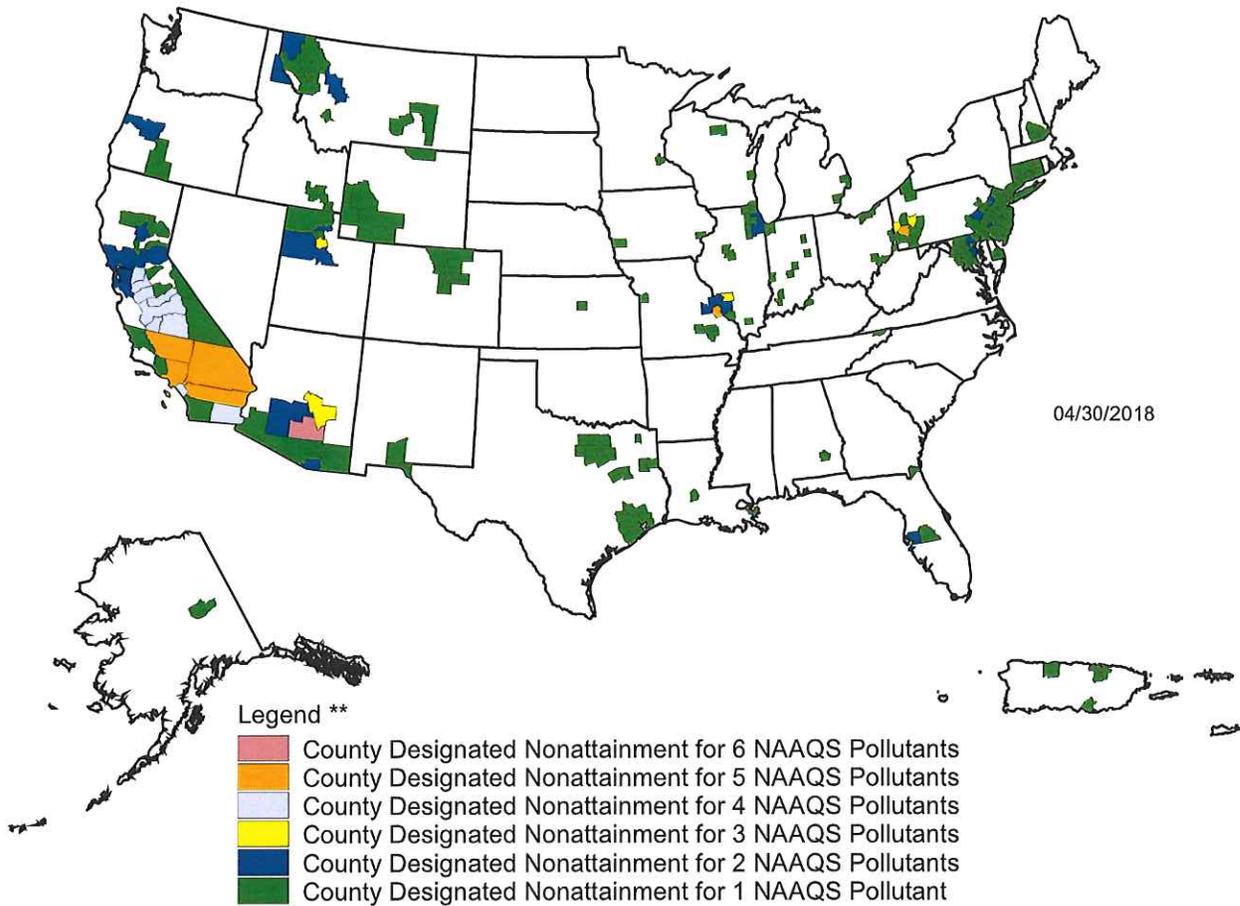 04/30/2018
Legend **
County Designated Nonattainment for 6 NAAQS Pollutants
County Designated Nonattainment for 5 NAAQS Pollutants
County Designated Nonattainment for 4 NAAQS Pollutants
County Designated Nonattainment for 3 NAAQS Pollutants
County Designated Nonattainment for 2 NAAQS Pollutants
County Designated Nonattainment for 1 NAAQS Pollutant